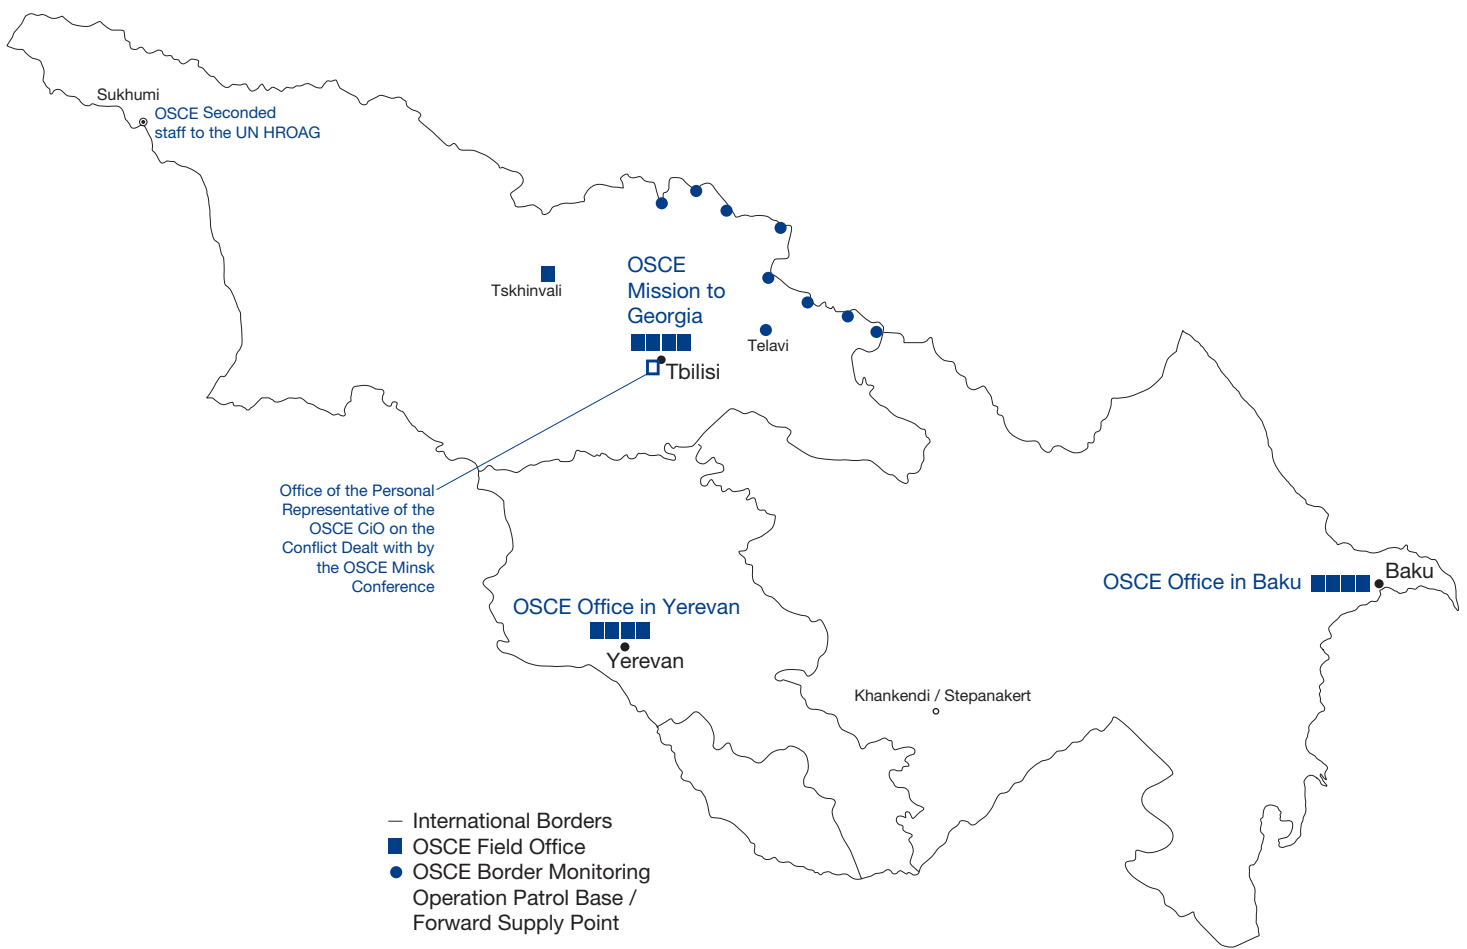 Sukhumi
OSCE Seconded
staff to the UN HROAG
Tskhinvali
OSCE
Mission to
Georgia
Telavi
Tbilisi
Office of the Personal
Representative of the
OSCE CiO on the
Conflict Dealt with by
the OSCE Minsk
Conference
OSCE Office in Yerevan
Yerevan
OSCE Office in Baku
Baku
Khankendi / Stepanakert
International Borders
OSCE Field Office
OSCE Border Monitoring
Operation Patrol Base /
Forward Supply Point